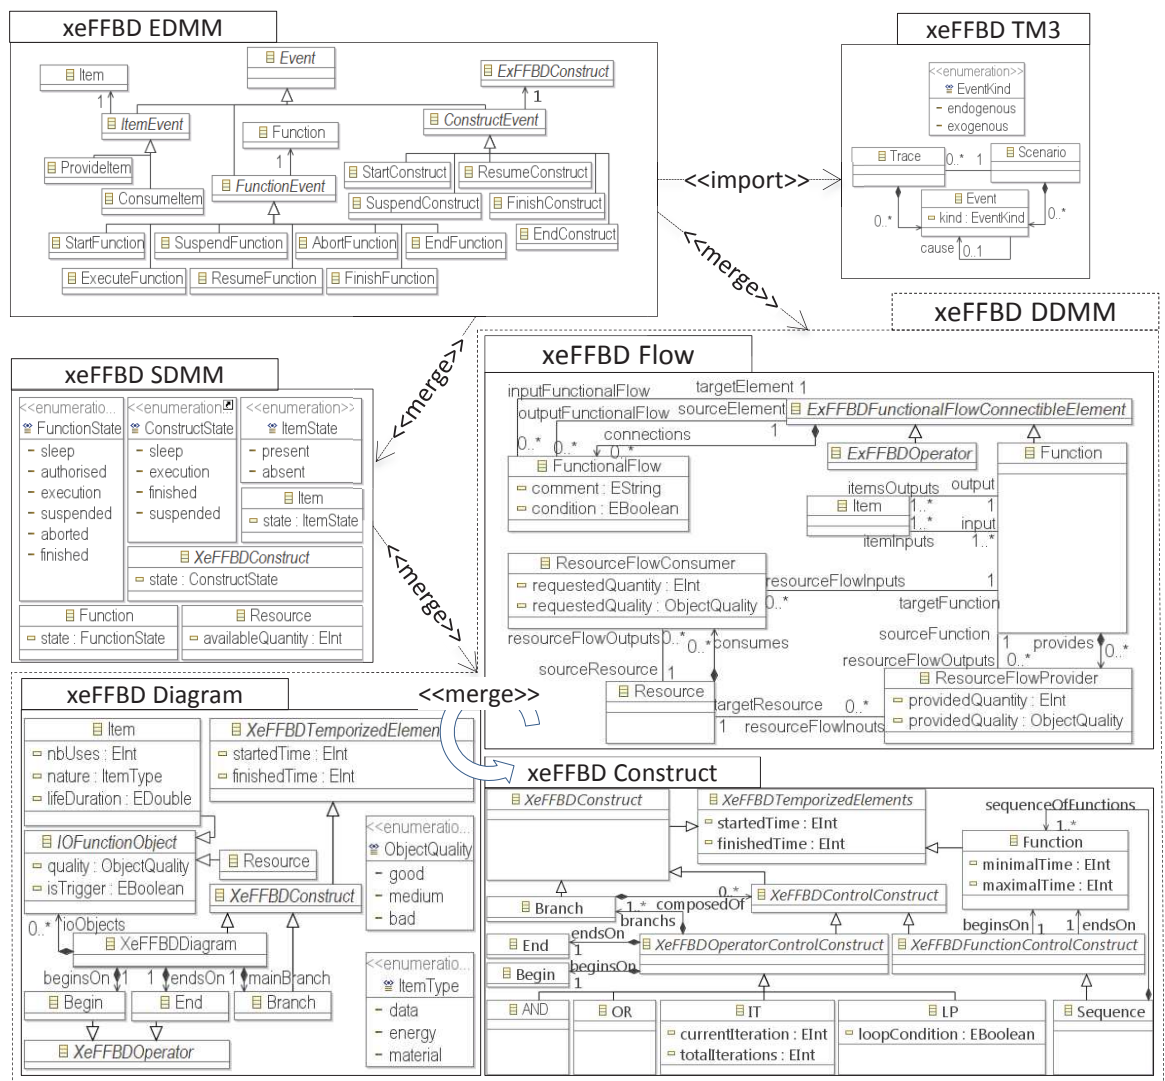 xeFFBD EDMM
Item
Event
ExFFBDConstruct
1
1
ItemEvent
Function
ConstructEvent
1
ProvideItem
ConsumeItem
FunctionEvent
StartConstruct
ResumeConstruct
SuspendConstruct
FinishConstruct
EndConstruct
StartFunction
SuspendFunction
AbortFunction
EndFunction
ExecuteFunction
ResumeFunction
FinishFunction
<<import>>
<<merge>>
<<merge>>
<<merge>>
<<merge>>
xeFFBD TM3
<<enumeration>>
EventKind
endogenous
exogenous
Trace
0..*
1
Scenario
Event
kind : EventKind
0..*
0..*
cause
0..1
xeFFBD SDMM
<<enumeratio...
FunctionState
sleep
authorised
execution
suspended
aborted
finished
<<enumeration>
ConstructState
sleep
execution
finished
suspended
<<enumeration>>
ItemState
present
absent
Item
state : ItemState
XeFFBDConstruct
state : ConstructState
Function
state : FunctionState
Resource
availableQuantity : EInt
xeFFBD DDMM
xeFFBD Flow
inputFunctionalFlow
targetElement 1
outputFunctionalFlow
sourceElement
ExFFBDFunctionalFlowConnectibleElement
connections
1
0..*
0..*
0..*
FunctionalFlow
comment : EString
condition : EBoolean
ExFFBDOperator
Function
itemsOutputs
output
Item
1..*
1
1..*
input
itemInputs
1..*
ResourceFlowConsumer
requestedQuantity : EInt
requestedQuality : ObjectQuality
resourceFlowInputs
1
0..*
targetFunction
resourceFlowOutputs
0..*
0..*
consumes
sourceFunction
1
provides
sourceResource
1
resourceFlowOutputs
0..*
0..*
Resource
ResourceFlowProvider
providedQuantity : EInt
providedQuality : ObjectQuality
targetResource
0..*
1
resourceFlowInouts
xeFFBD Diagram
Item
nbUses : EInt
nature : ItemType
lifeDuration : EDouble
XeFFBDTemporizedElemen
startedTime : EInt
finishedTime : EInt
IOFunctionObject
quality : ObjectQuality
isTrigger : EBoolean
Resource
XeFFBDConstruct
<<enumeratio...
ObjectQuality
good
medium
bad
0..*
ioObjects
XeFFBDDiagram
beginsOn
1
1
endsOn
1
mainBranch
Begin
End
Branch
XeFFBDOperator
<<enumeratio...
ItemType
data
energy
material
xeFFBD Construct
XeFFBDConstruct
XeFFBDTemporizedElements
startedTime : EInt
finishedTime : EInt
sequenceOfFunctions
1..*
Function
minimalTime : EInt
maximalTime : EInt
Branch
0..*
composedOf
XeFFBDControlConstruct
1..*
branchs
beginsOn
1
1
endsOn
End
endsOn
1
XeFFBDOperatorControlConstruct
XeFFBDFunctionControlConstruct
Begin
beginsOn
1
AND
OR
IT
currentIteration : EInt
totalIterations : EInt
LP
loopCondition : EBoolean
Sequence